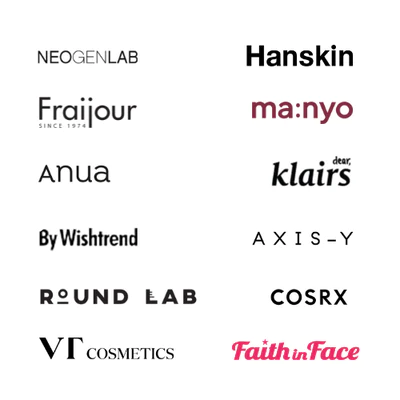 NEOGENLAB
Hanskin
Fraijour
SINCE 1974
ma:nyo
Anua
dear,
klairs
By Wishtrend
AXIS-Y
ROUND LAB
COSRX
VT COSMETICS
Faith in Face